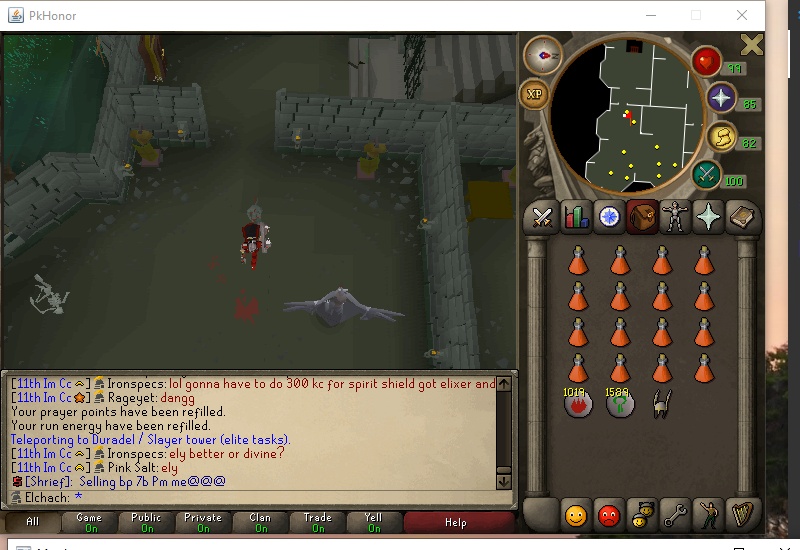 PkHonor
XP
99
85
82
100
[11th Im Cc] Ironspecs: lol gonna have to do 300 kc for spirit shield got elixer and
[11th Im Cc] Rageyet: dangg
Your prayer points have been refilled.
Your run energy have been refilled.
Teleporting to Duradel / Slayer tower (elite tasks).
[11th Im Cc] Ironspecs: ely better or divine?
[11th Im Cc] Pink Salt: ely
[Shrief]: Selling bp 7b Pm me@@@
Elchach: *
1019 1589
All Game On Public On Private On Clan On Trade On Yell On Help